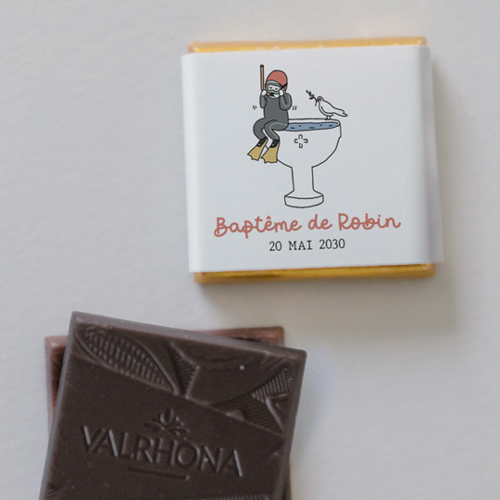 Baptême de Robin
20 MAI 2030
VALRHONA